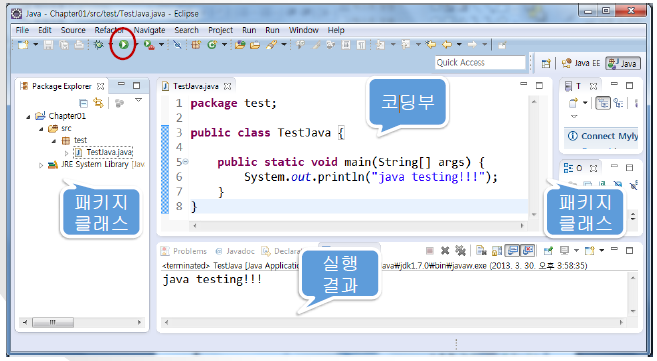 Java - Chapter01/src/test/TestJava.java - Eclipse
File Edit Source Refactor Navigate Search Project Run Run Window Help
Quick Access
Java EE
Java
Package Explorer
Chapter01
src
test
TestJava.java
JRE System Library [Jav
패키지
클래스
TestJava.java
1 package test;
2
3 public class TestJava {
4
5 public static void main(String[] args) {
6 System.out.println("java testing!!!");
7 }
8 }
코딩부
T
Connect Myly
O
패키지
클래스
Problems @ Javadoc Declarat
<terminated> TestJava [Java Applicatio
ava₩jdk1.7.0₩bin₩javaw.exe (2013. 3. 30. 오후 3:58:35)
java testing!!!
실행
결과